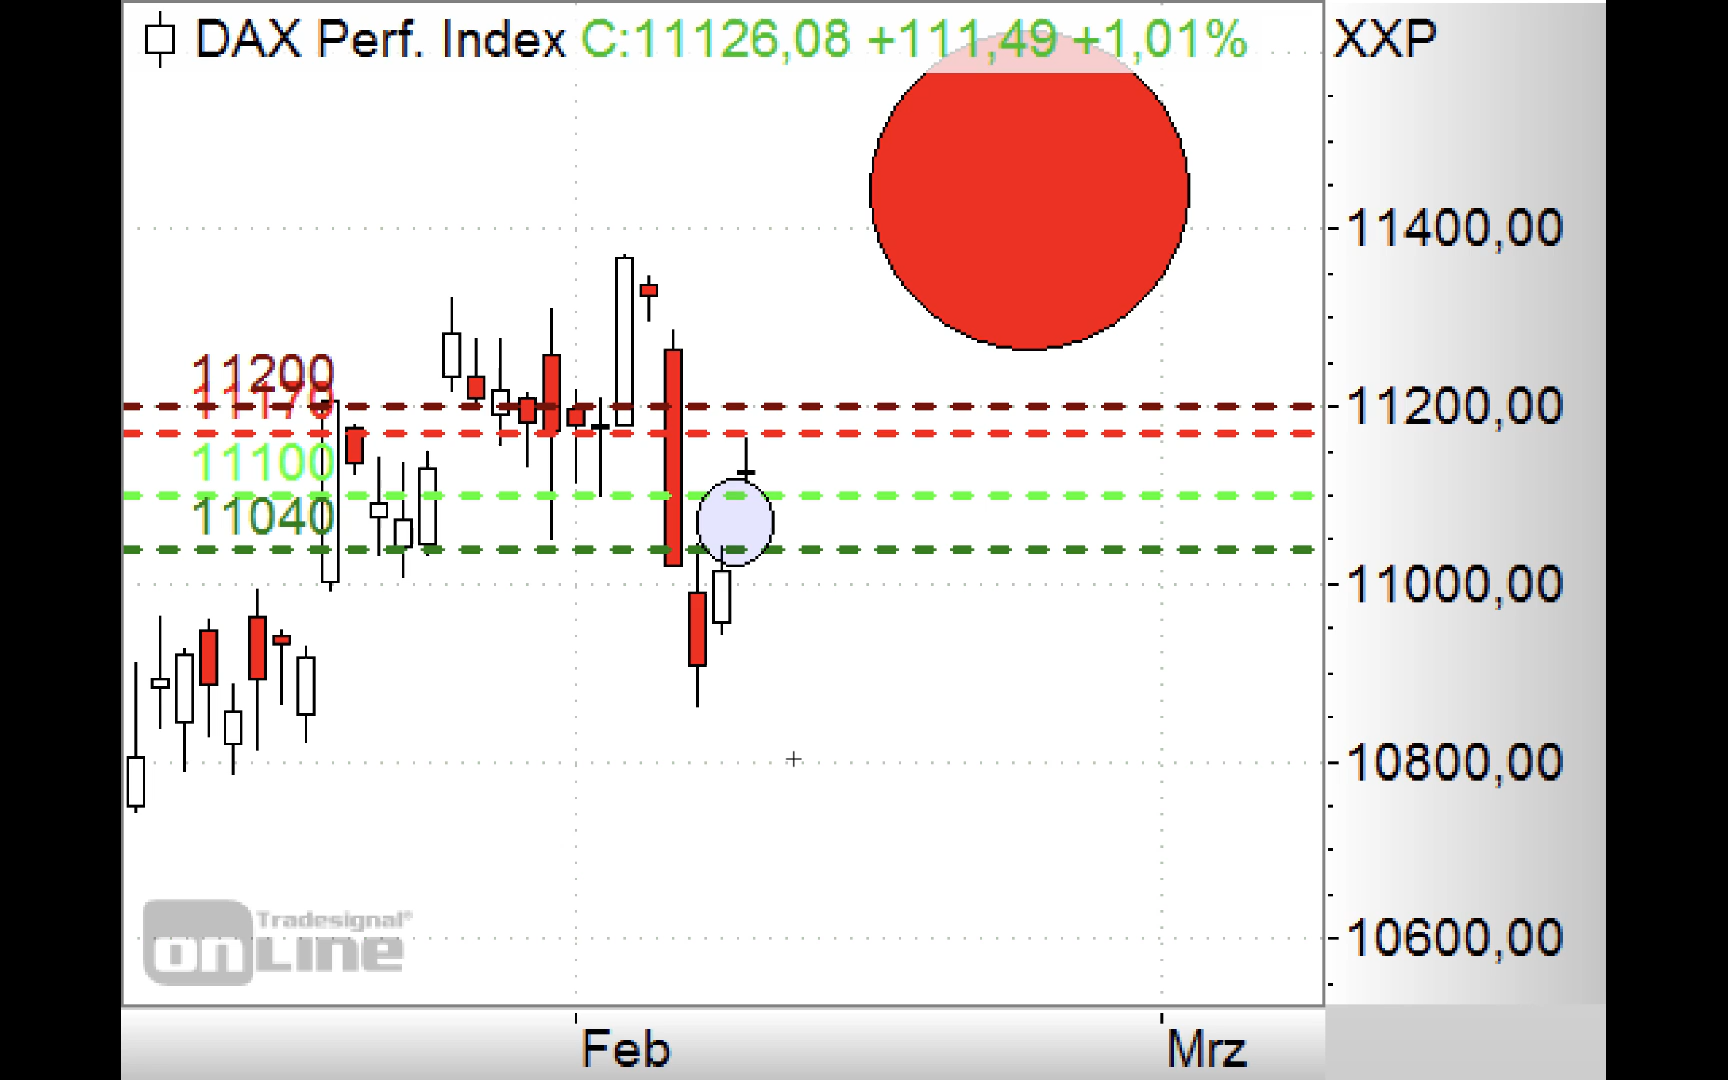 DAX Perf. Index C:11126,08 +111,49 +1,01%
XXP
11400,00
11200,00
11000,00
10800,00
10600,00
11200
11170
11100
11040
Tradesignal®
onLine
Feb
Mrz